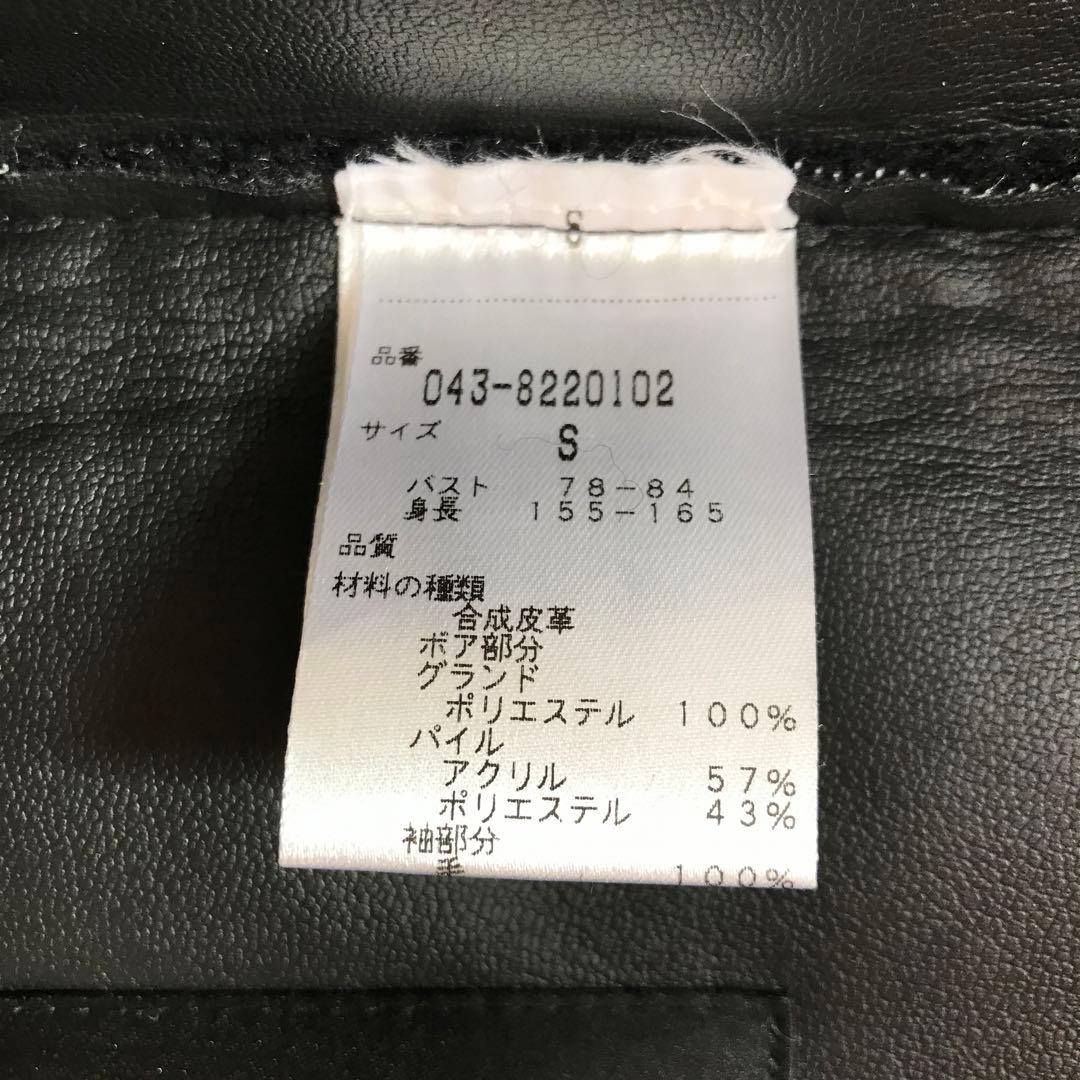 S
品番
043-8220102
サイズ S
バスト 78-84
身長 155-165
品質
材料の種類
合成皮革
ボア部分
グランド
ポリエステル 100%
パイル
アクリル 57%
ポリエステル 43%
袖部分
毛 100%